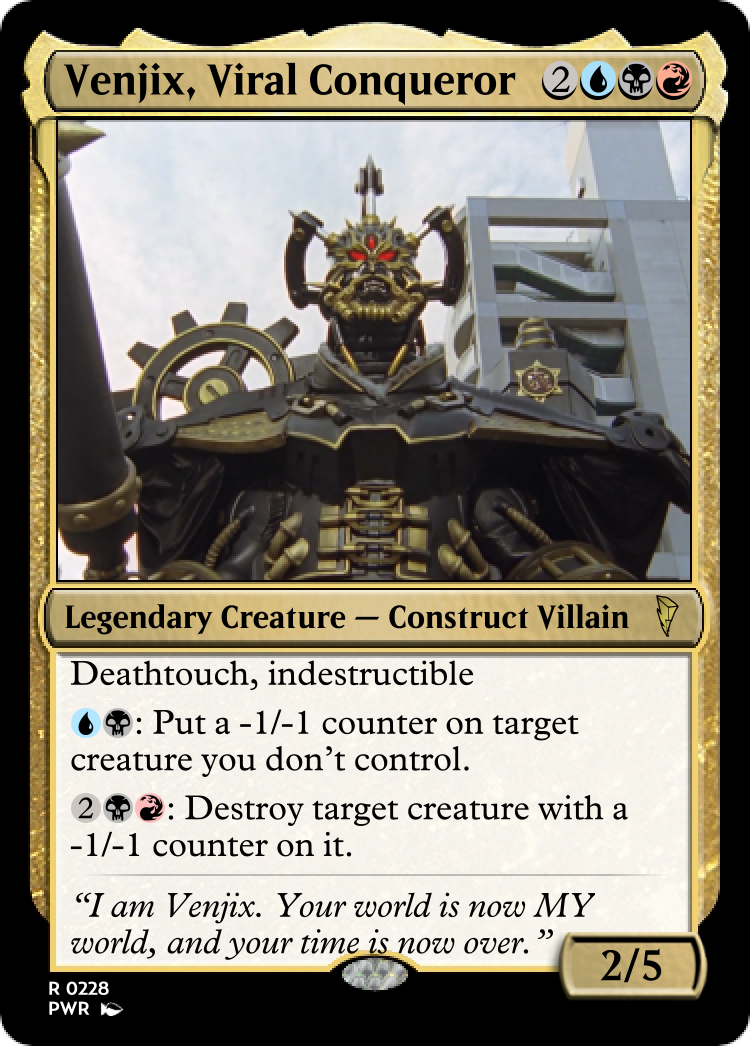 Venjix, Viral Conqueror 2
Legendary Creature — Construct Villain
Deathtouch, indestructible
: Put a -1/-1 counter on target
creature you don’t control.
2: Destroy target creature with a
-1/-1 counter on it.
“I am Venjix. Your world is now MY
world, and your time is now over.”
2/5
R 0228
PWR